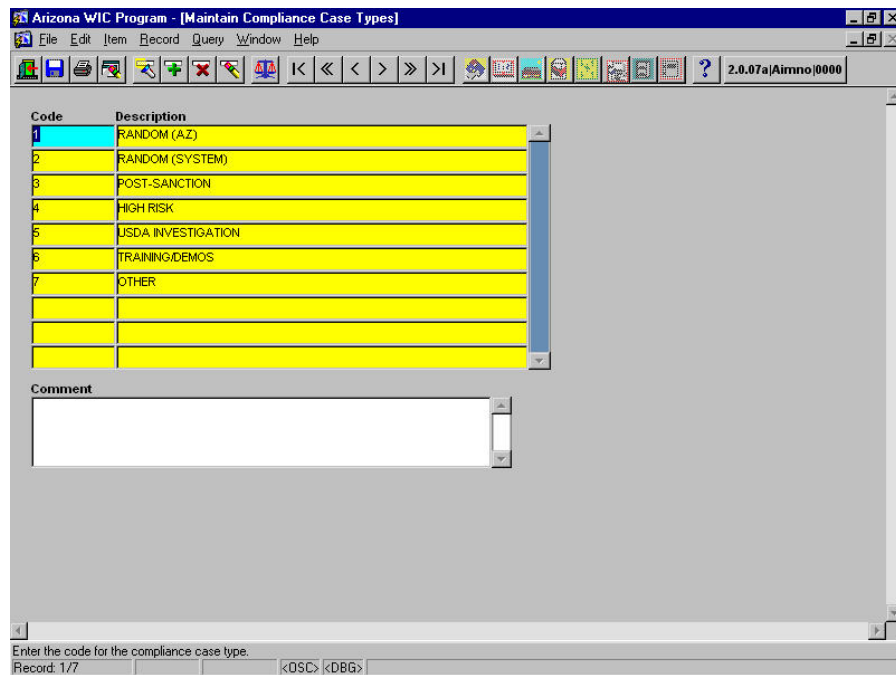 Arizona WIC Program - [Maintain Compliance Case Types]
File Edit Item Record Query Window Help
2.0.07a|Aimno|0000
Code Description
1 RANDOM (AZ)
2 RANDOM (SYSTEM)
3 POST-SANCTION
4 HIGH RISK
5 USDA INVESTIGATION
6 TRAINING/DEMOS
7 OTHER
Comment
Enter the code for the compliance case type.
Record: 1/7 <OSC> <DBG>